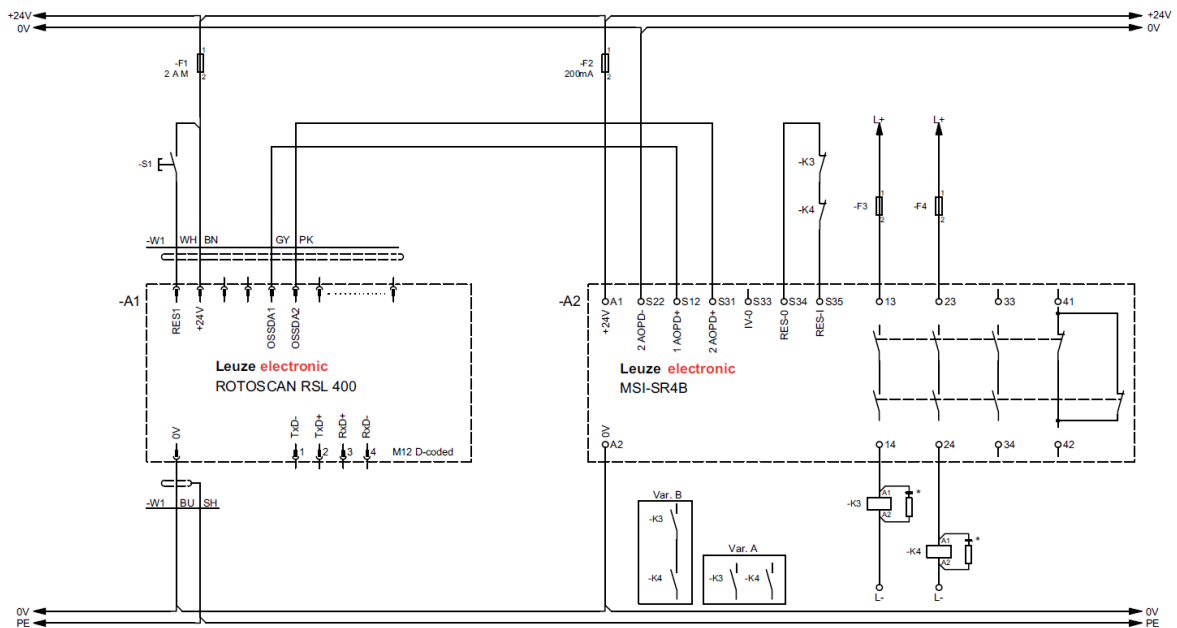 +24V
+24V
0V
0V
-F1
2 A M
1
2
-F2
200mA
1
2
L+
L+
-S1
-K3
-K4
-F3
1
2
-F4
1
2
-W1 WH BN GY PK
-A1
RES1
+24V
OSSDA1
OSSDA2
-A2
A1
S22
S12
S31
S33
S34
S35
13
23
33
41
+24V
2 AOPD-
1 AOPD+
2 AOPD+
IV-0
RES-0
RES-I
Leuze electronic
ROTOSCAN RSL 400
Leuze electronic
MSI-SR4B
0V
TxD-
TxD+
RxD+
RxD-
1
2
3
4
M12 D-coded
0V
A2
14
24
34
42
-W1 BU SH
Var. B
-K3
-K4
Var. A
-K3
-K4
-K3
A1
A2
*
-K4
A1
A2
*
L-
L-
0V
0V
PE
PE